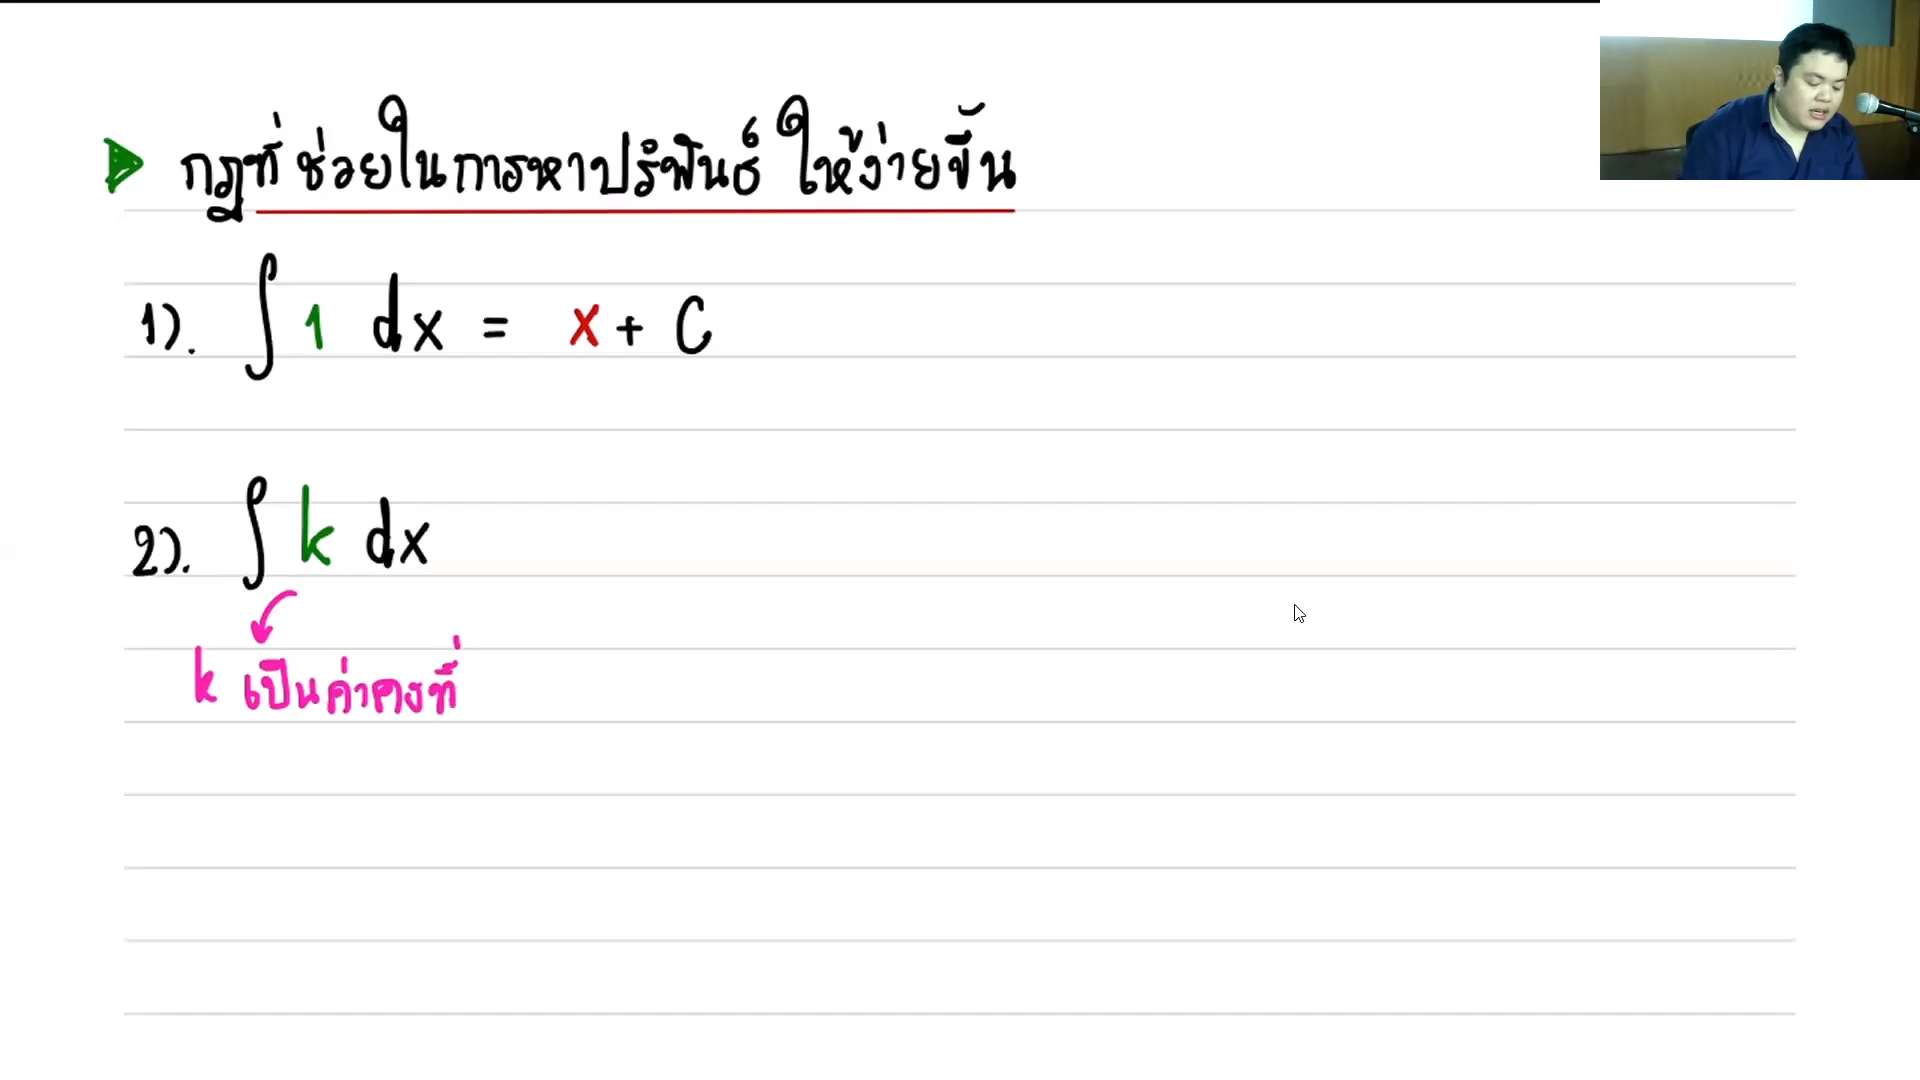 กฎที่ช่วยในการหาปริพันธ์ ให้ง่ายขึ้น
1). ∫ 1 dx = x + C
2). ∫ k dx
k เป็นค่าคงที่